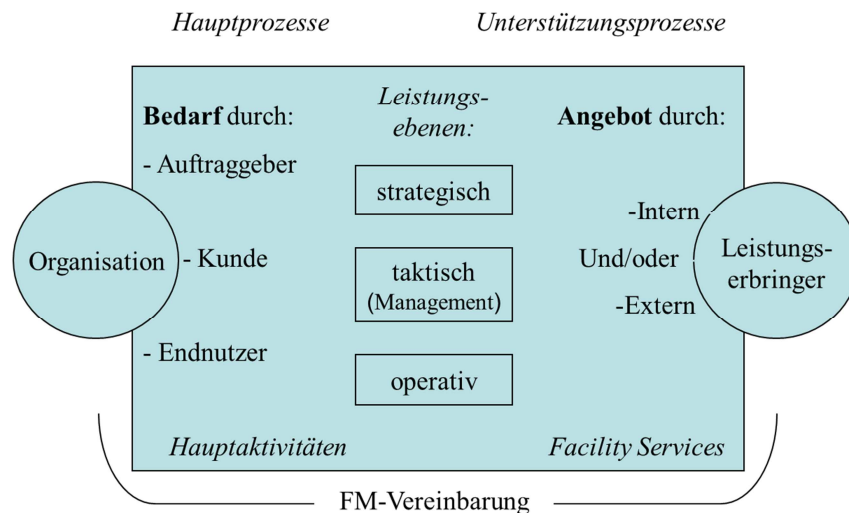 Hauptprozesse
Unterstützungsprozesse
Leistungs-
ebenen:
Bedarf durch:
Angebot durch:
- Auftraggeber
strategisch
-Intern
Organisation
- Kunde
taktisch
(Management)
Und/oder
Leistungs-
erbringer
-Extern
- Endnutzer
operativ
Hauptaktivitäten
Facility Services
FM-Vereinbarung